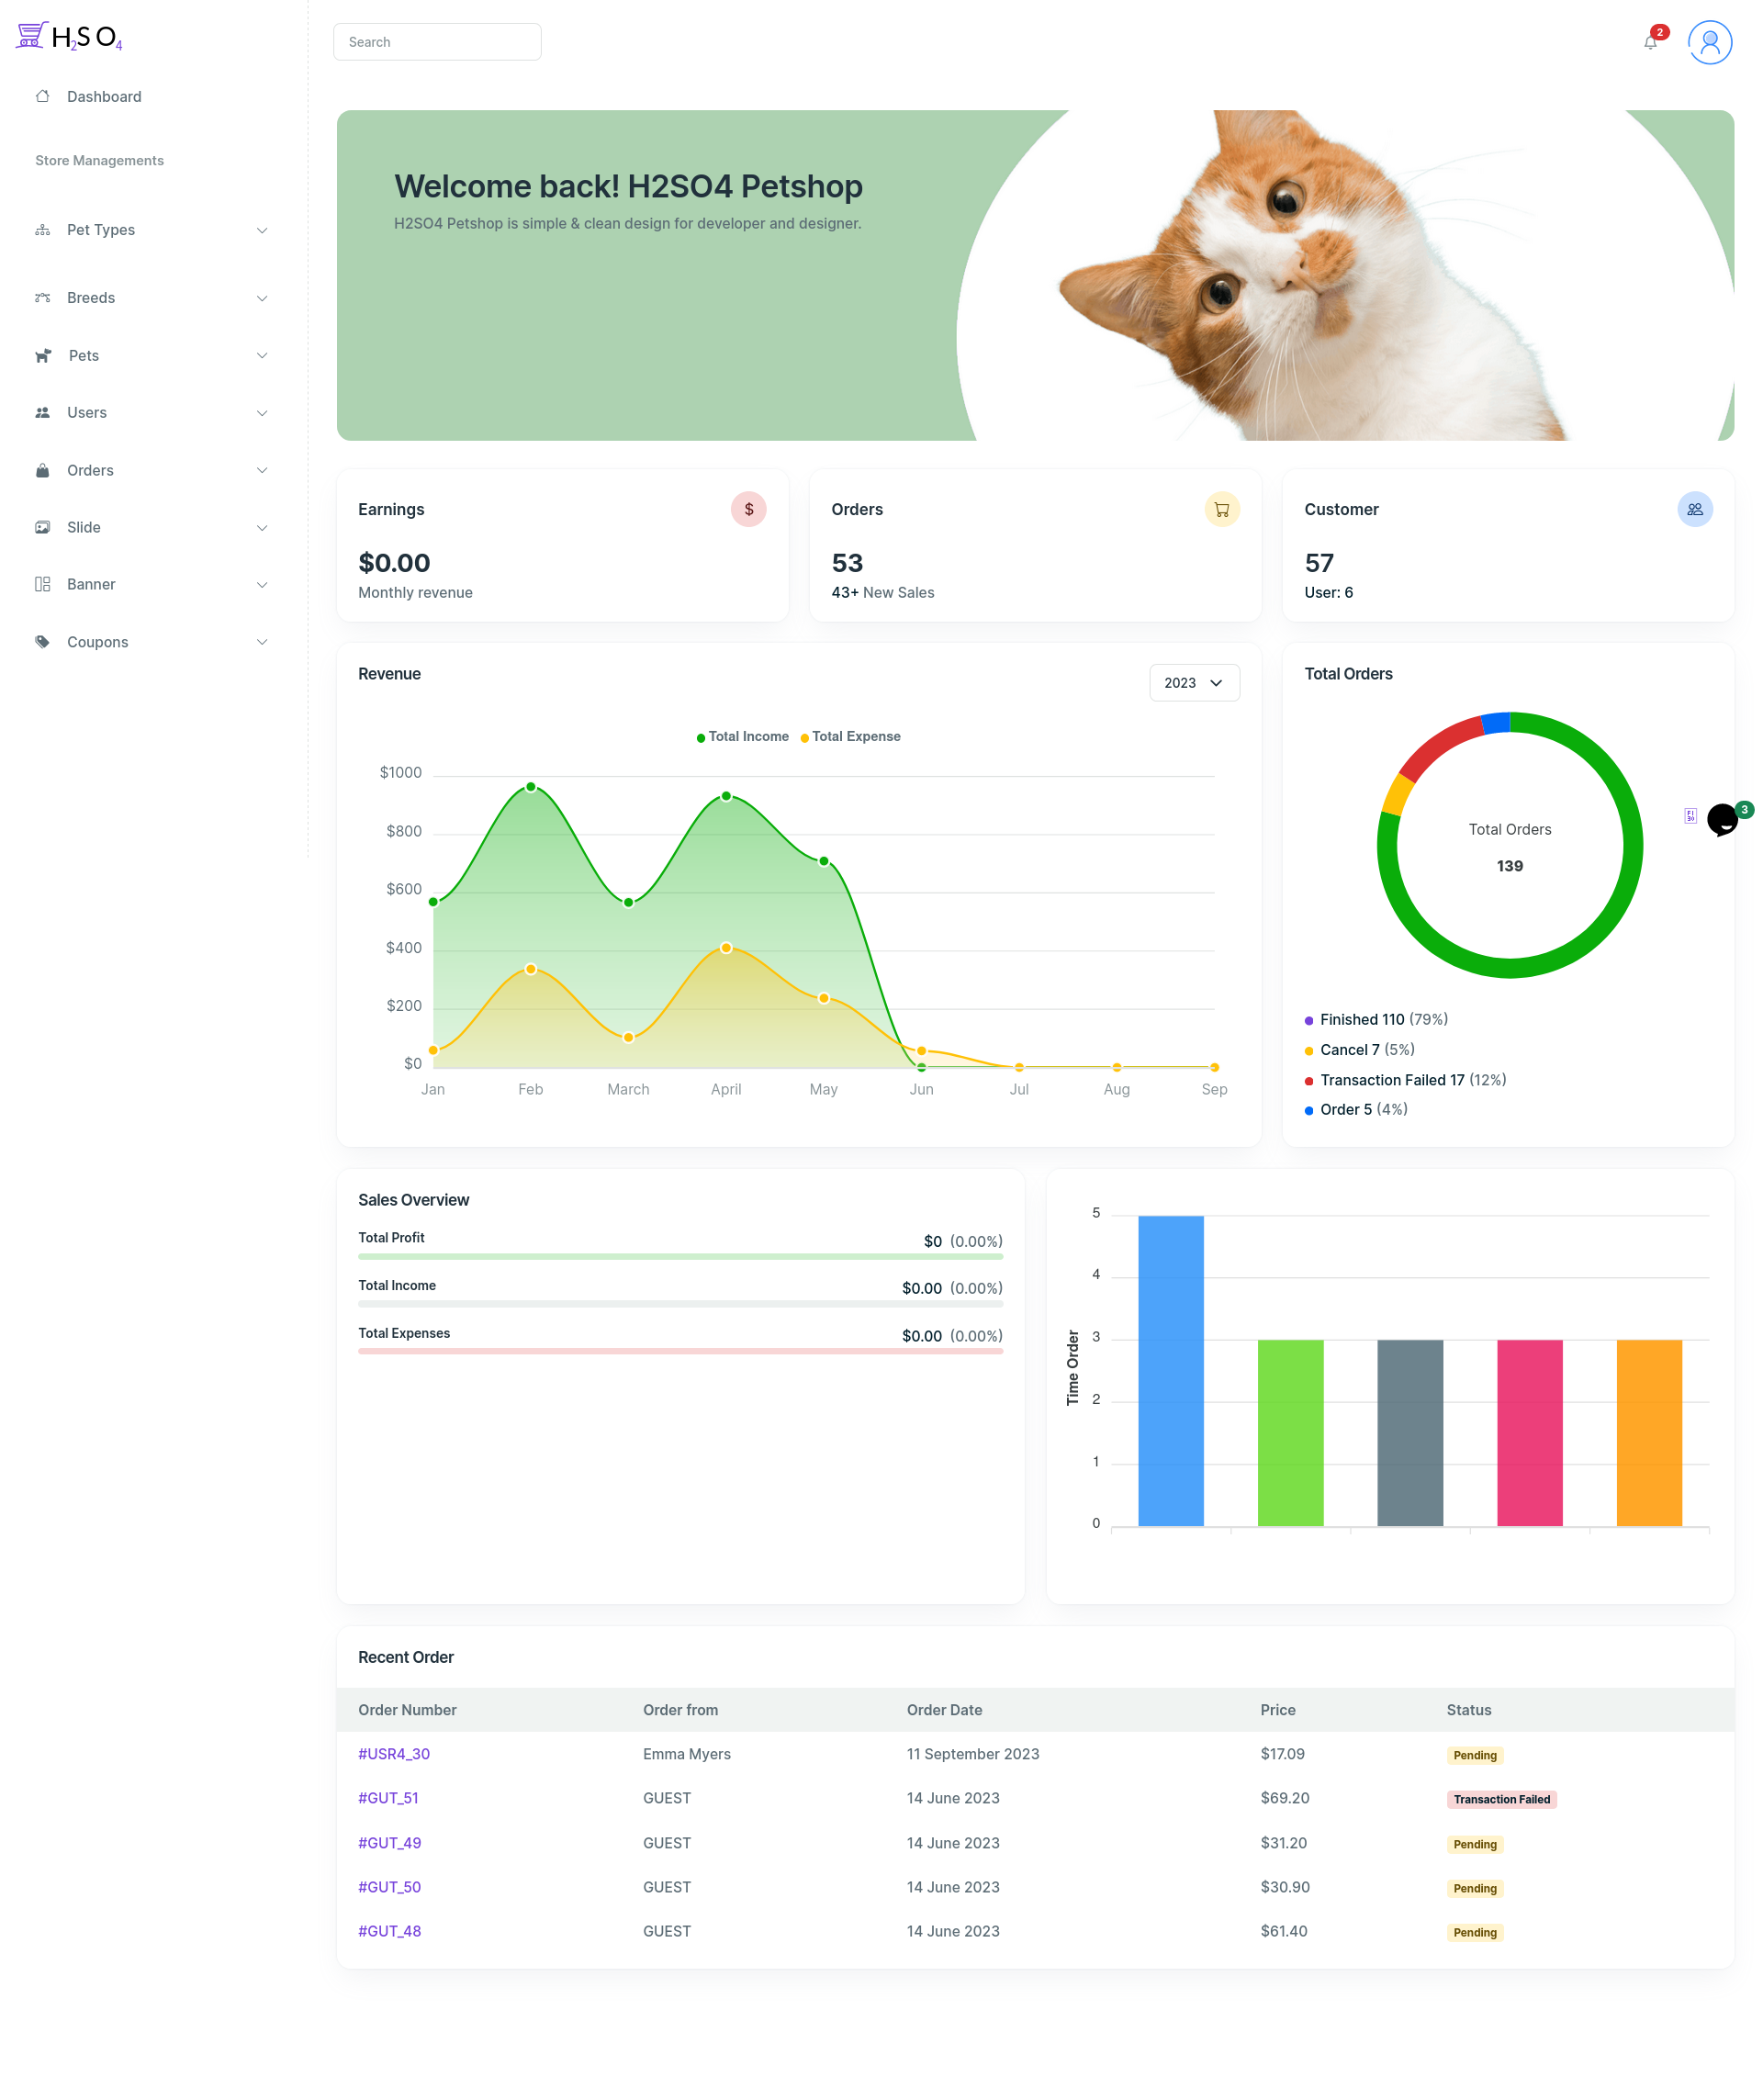 H2SO4
Search
2
Dashboard
Store Managements
Pet Types
Breeds
Pets
Users
Orders
Slide
Banner
Coupons
Welcome back! H2SO4 Petshop
H2SO4 Petshop is simple & clean design for developer and designer.
Earnings
$
$0.00
Monthly revenue
Orders
53
43+ New Sales
Customer
57
User: 6
Revenue
2023
Total Income Total Expense
$1000
$800
$600
$400
$200
$0
Jan Feb March April May Jun Jul Aug Sep
Total Orders
Total Orders
139
3
Finished 110 (79%)
Cancel 7 (5%)
Transaction Failed 17 (12%)
Order 5 (4%)
Sales Overview
Total Profit $0 (0.00%)
Total Income $0.00 (0.00%)
Total Expenses $0.00 (0.00%)
Time Order
5
4
3
2
1
0
Recent Order
Order Number Order from Order Date Price Status
#USR4_30 Emma Myers 11 September 2023 $17.09 Pending
#GUT_51 GUEST 14 June 2023 $69.20 Transaction Failed
#GUT_49 GUEST 14 June 2023 $31.20 Pending
#GUT_50 GUEST 14 June 2023 $30.90 Pending
#GUT_48 GUEST 14 June 2023 $61.40 Pending